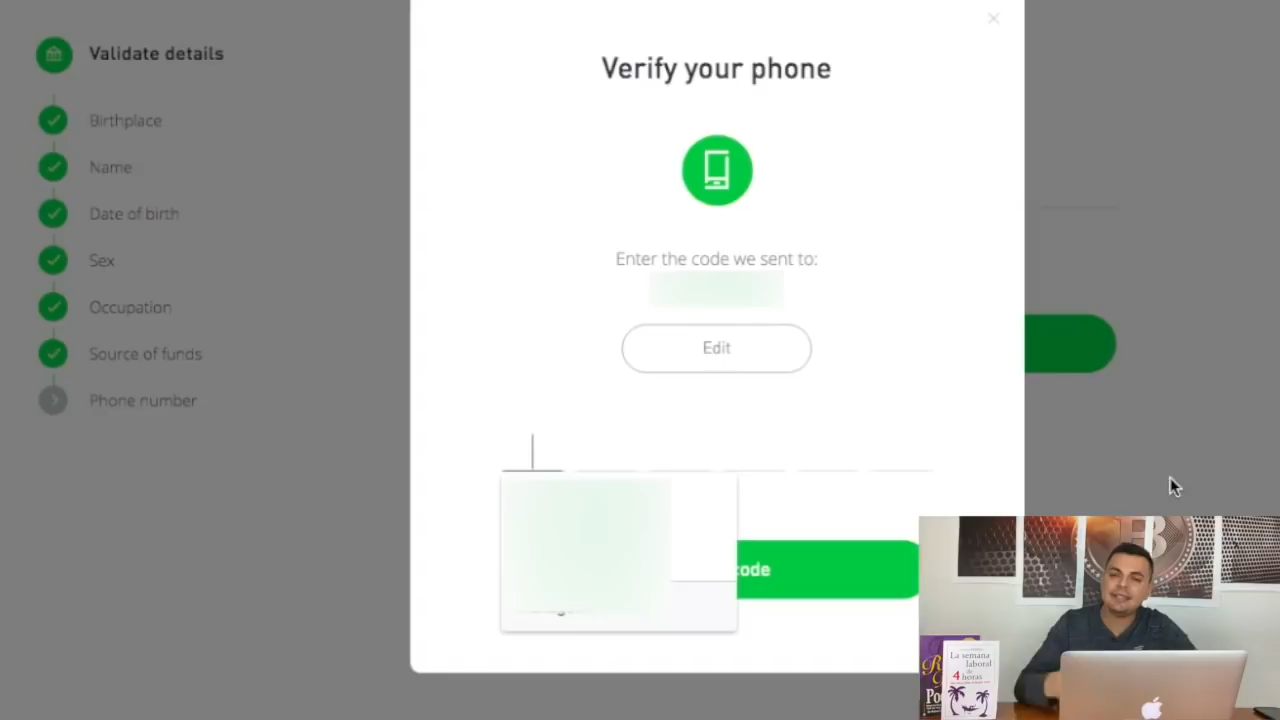 Validate details
Birthplace
Name
Date of birth
Sex
Occupation
Source of funds
Phone number
Verify your phone
Enter the code we sent to:
Edit
code
La semana
laboral
de
4 horas